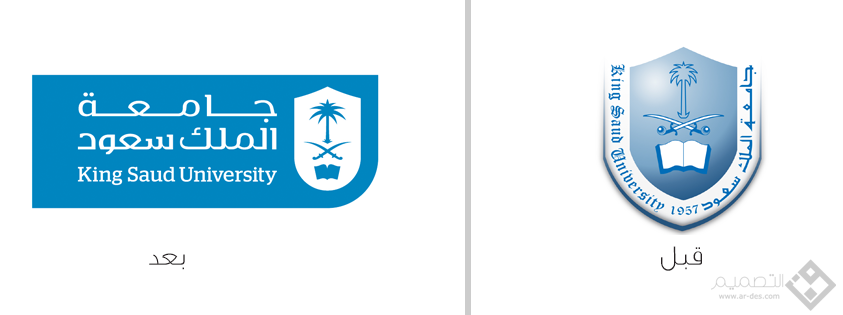 جامعة
الملك سعود
King Saud University
بعد
King Saud University 1957 جامعة الملك سعود
قبل
التصميم
www.ar-des.com